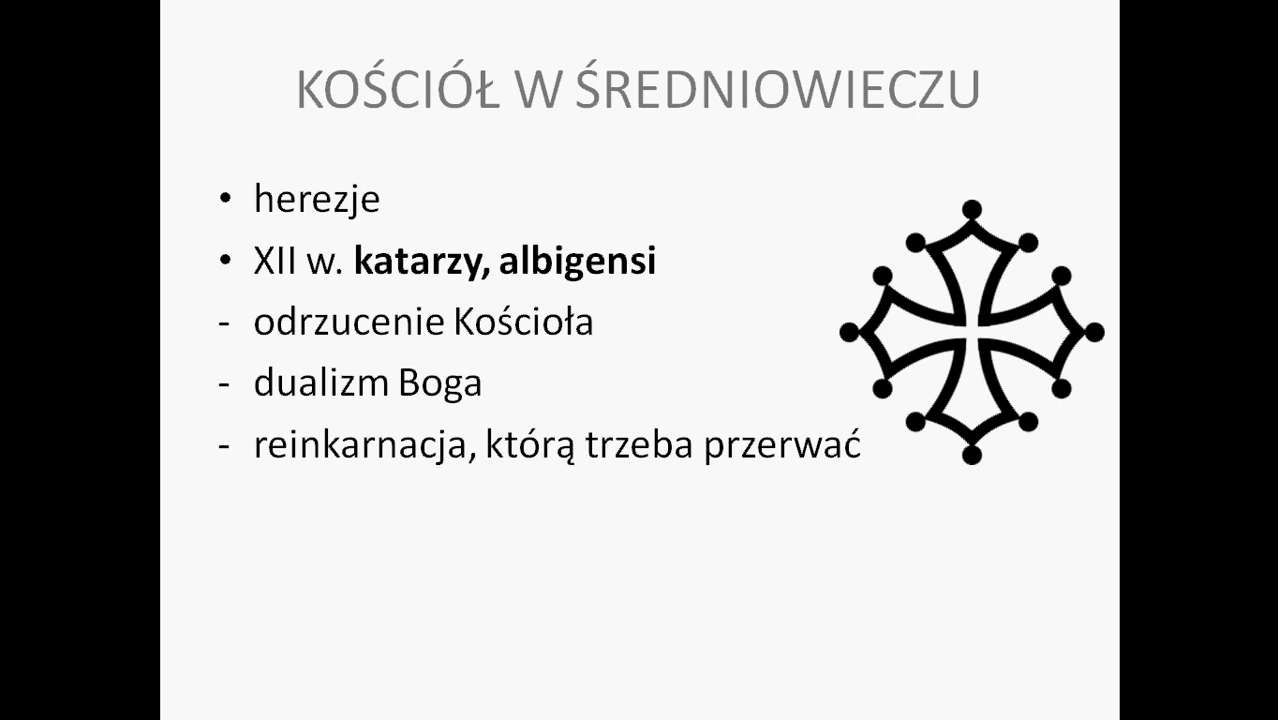 KOŚCIÓŁ W ŚREDNIOWIECZU
• herezje
• XII w. katarzy, albigensi
- odrzucenie Kościoła
- dualizm Boga
- reinkarnacja, którą trzeba przerwać